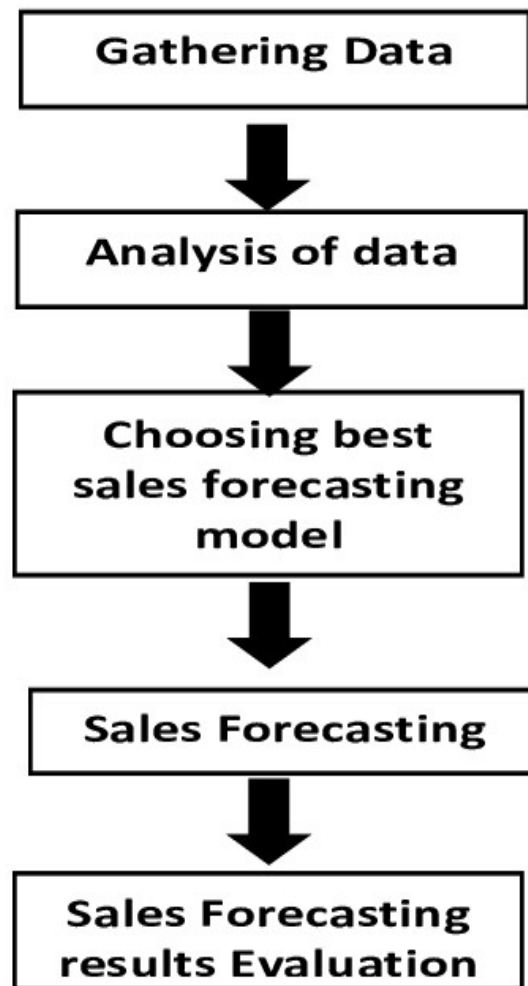 Gathering Data
Analysis of data
Choosing best
sales forecasting
model
Sales Forecasting
Sales Forecasting
results Evaluation